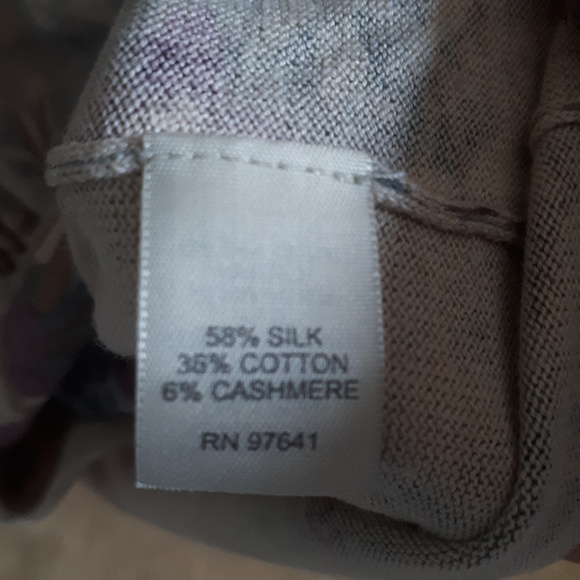 58% SILK
36% COTTON
6% CASHMERE
RN 97641